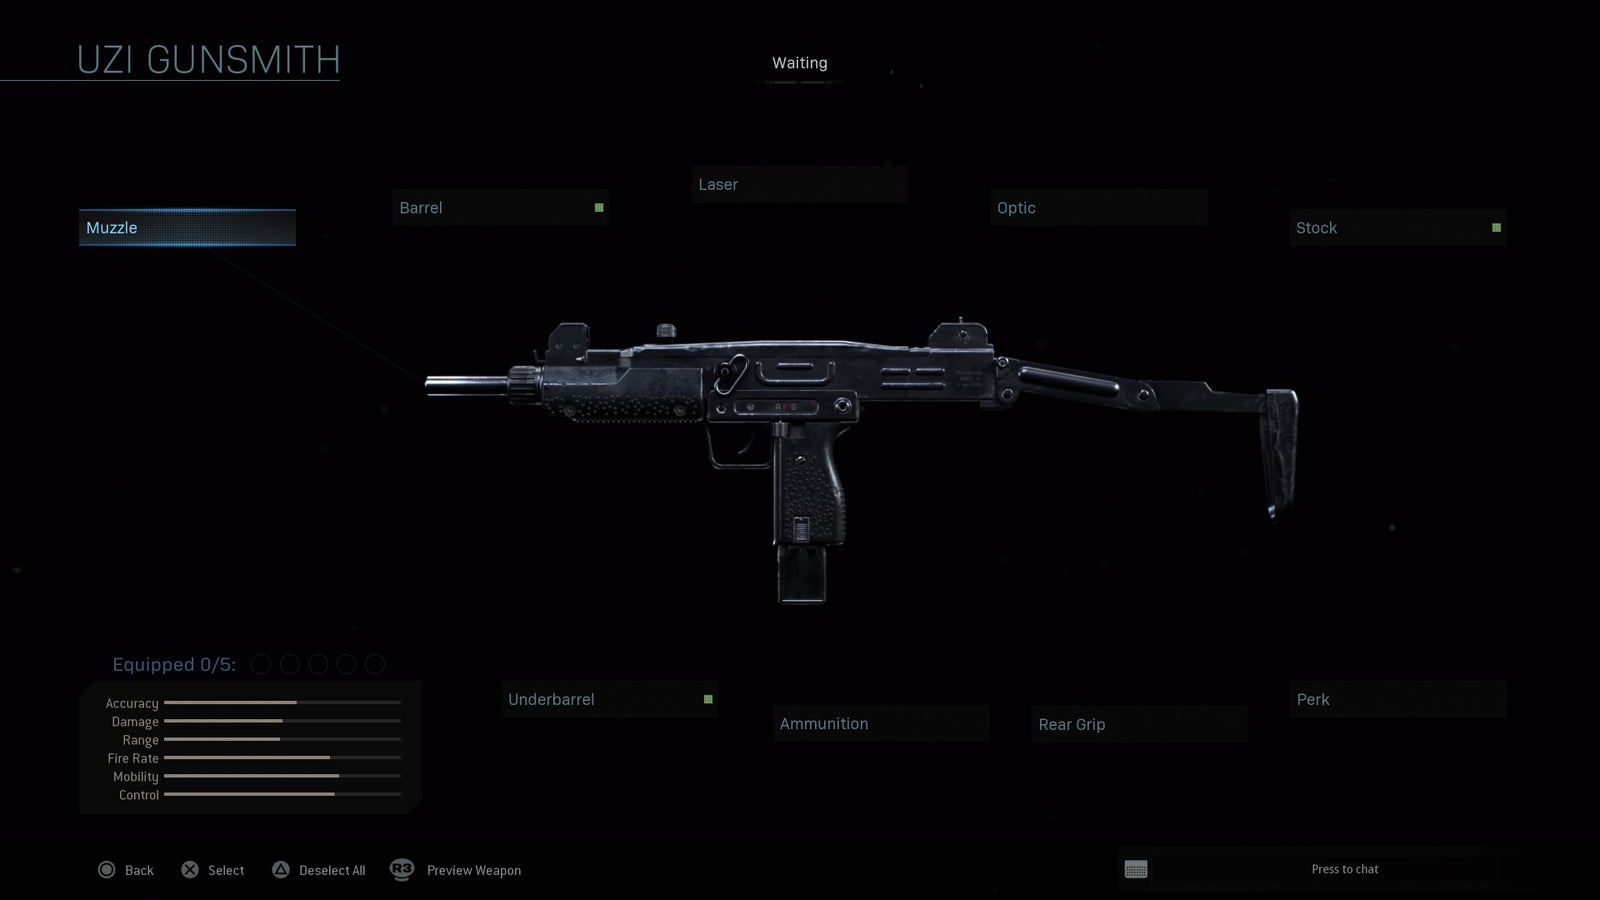 UZI GUNSMITH
Waiting
Laser
Barrel
Optic
Muzzle
Stock
Equipped 0/5:
Accuracy
Damage
Range
Fire Rate
Mobility
Control
Underbarrel
Ammunition
Rear Grip
Perk
Back
Select
Deselect All
R3 Preview Weapon
Press to chat